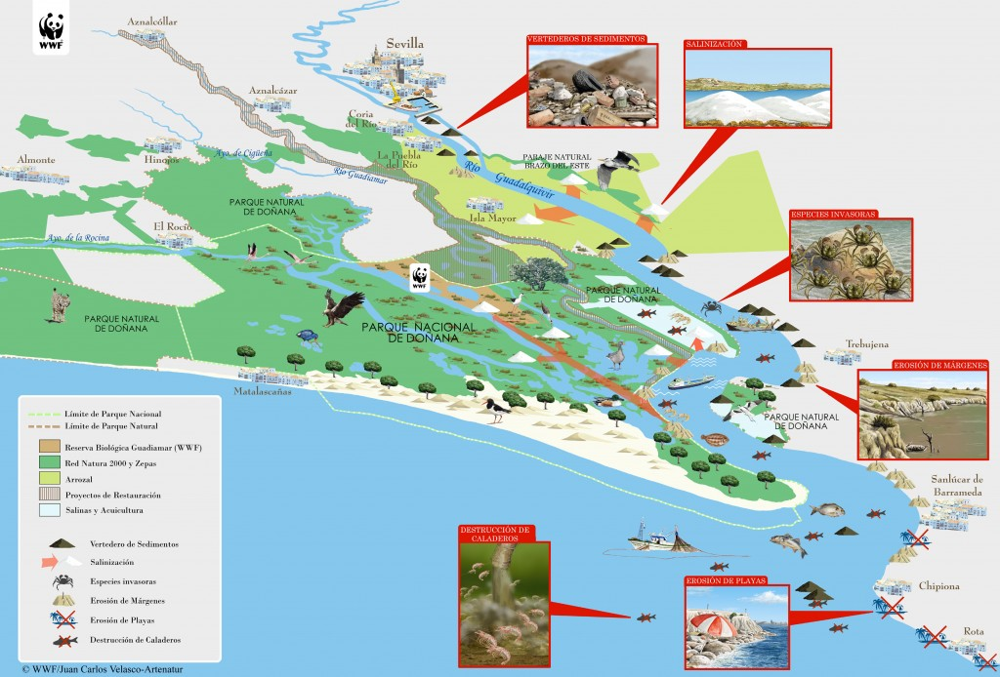 WWF
Aznalcóllar
Sevilla
VERTEDEROS DE SEDIMENTOS
SALINIZACIÓN
Aznalcázar
Coria
del Río
La Puebla
del Río
Almonte
Hinojos
Ayo. de Cigüeña
Río Guadiamar
PARAJE NATURAL
BRAZO DEL ESTE
Río Guadalquivir
PARQUE NATURAL
DE DOÑANA
Isla Mayor
ESPECIES INVASORAS
El Rocío
Ayo. de la Rocina
WWF
PARQUE NATURAL
DE DOÑANA
PARQUE NATURAL
DE DOÑANA
PARQUE NACIONAL
DE DOÑANA
Trebujena
EROSIÓN DE MÁRGENES
Matalascañas
PARQUE NATURAL
DE DOÑANA
Sanlúcar de
Barrameda
Límite de Parque Nacional
Límite de Parque Natural
Reserva Biológica Guadiamar (WWF)
Red Natura 2000 y Zepas
Arrozal
Proyectos de Restauración
Salinas y Acuicultura
Vertedero de Sedimentos
Salinización
Especies invasoras
Erosión de Márgenes
Erosión de Playas
Destrucción de Caladeros
DESTRUCCIÓN DE
CALADEROS
EROSIÓN DE PLAYAS
Chipiona
Rota
© WWF/Juan Carlos Velasco-Artenatur